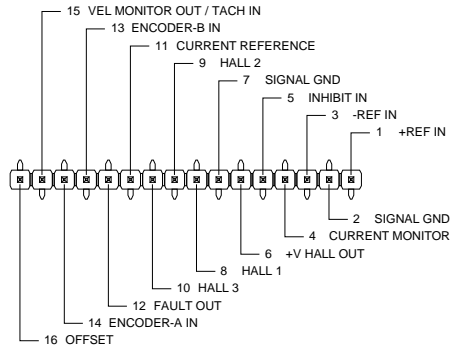 15 VEL MONITOR OUT / TACH IN
13 ENCODER-B IN
11 CURRENT REFERENCE
9 HALL 2
7 SIGNAL GND
5 INHIBIT IN
3 -REF IN
1 +REF IN
2 SIGNAL GND
4 CURRENT MONITOR
6 +V HALL OUT
8 HALL 1
10 HALL 3
12 FAULT OUT
14 ENCODER-A IN
16 OFFSET